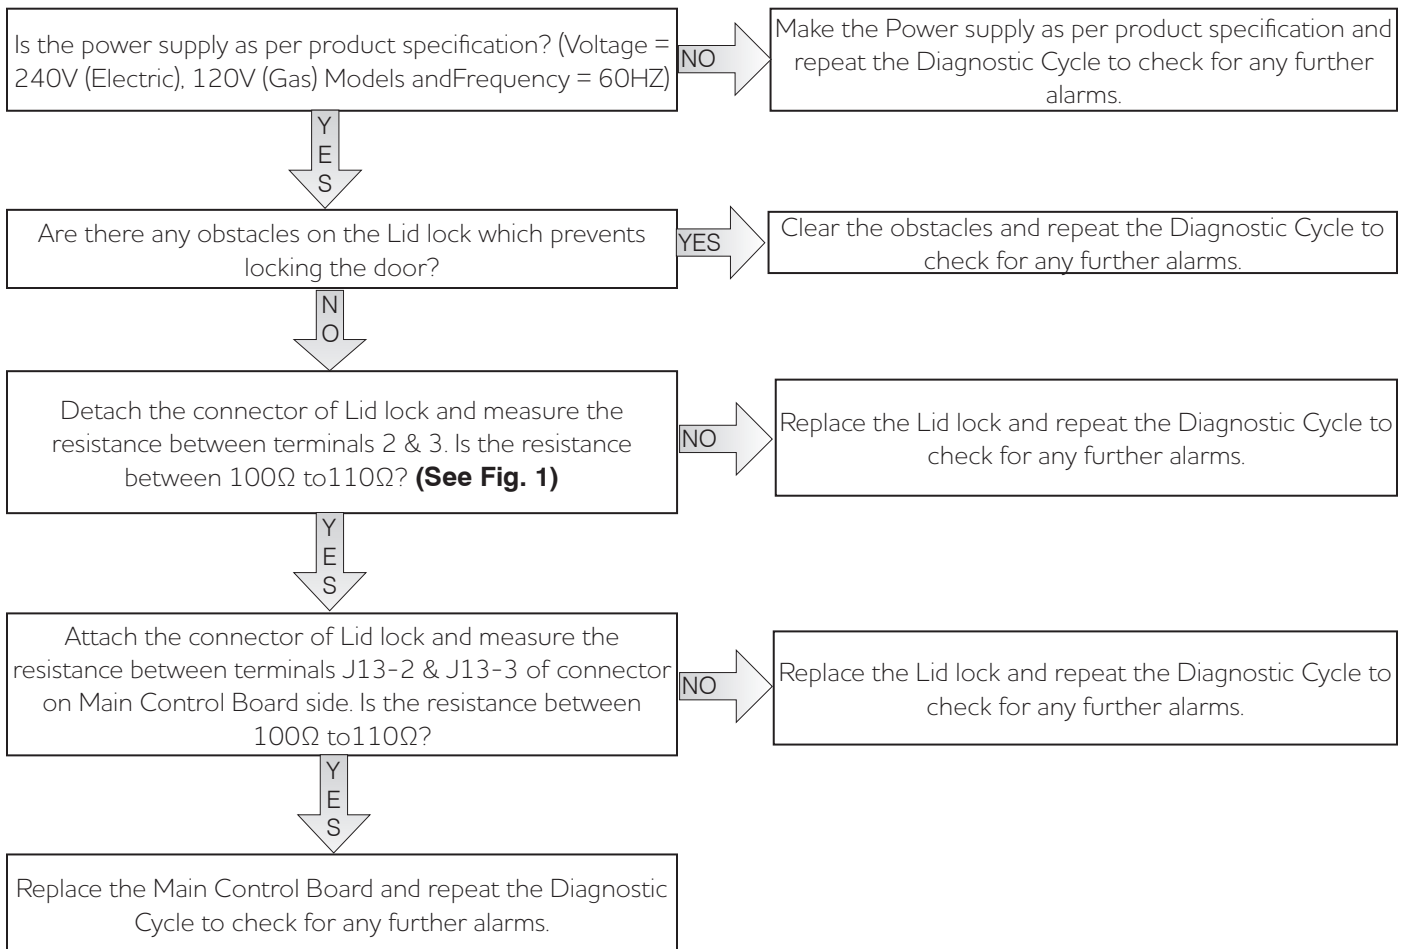 Is the power supply as per product specification? (Voltage =
240V (Electric), 120V (Gas) Models andFrequency = 60HZ)
NO
Make the Power supply as per product specification and
repeat the Diagnostic Cycle to check for any further
alarms.
Y
E
S
Are there any obstacles on the Lid lock which prevents
locking the door?
YES
Clear the obstacles and repeat the Diagnostic Cycle to
check for any further alarms.
N
O
Detach the connector of Lid lock and measure the
resistance between terminals 2 & 3. Is the resistance
between 100Ω to110Ω? (See Fig. 1)
NO
Replace the Lid lock and repeat the Diagnostic Cycle to
check for any further alarms.
Y
E
S
Attach the connector of Lid lock and measure the
resistance between terminals J13-2 & J13-3 of connector
on Main Control Board side. Is the resistance between
100Ω to110Ω?
NO
Replace the Lid lock and repeat the Diagnostic Cycle to
check for any further alarms.
Y
E
S
Replace the Main Control Board and repeat the Diagnostic
Cycle to check for any further alarms.